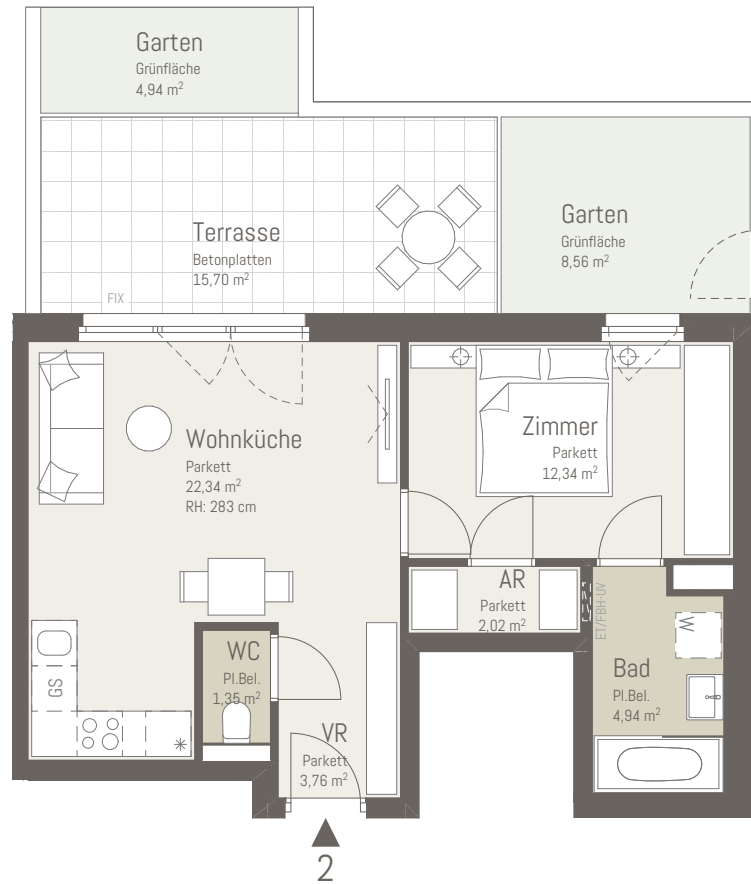 Garten
Grünfläche
4,94 m²
Terrasse
Betonplatten
15,70 m²
Garten
Grünfläche
8,56 m²
FIX
Wohnküche
Parkett
22,34 m²
RH: 283 cm
Zimmer
Parkett
12,34 m²
AR
Parkett
2,02 m²
ET/FBH-UV
W
Bad
Pl.Bel.
4,94 m²
GS
WC
Pl.Bel.
1,35 m²
VR
Parkett
3,76 m²
2